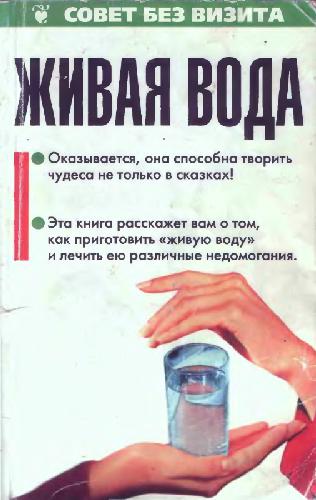 СОВЕТ БЕЗ ВИЗИТА
ЖИВАЯ ВОДА
Оказывается, она способна творить
чудеса не только в сказках!
Эта книга расскажет вам о том,
как приготовить «живую воду»
и лечить ею различные недомогания.